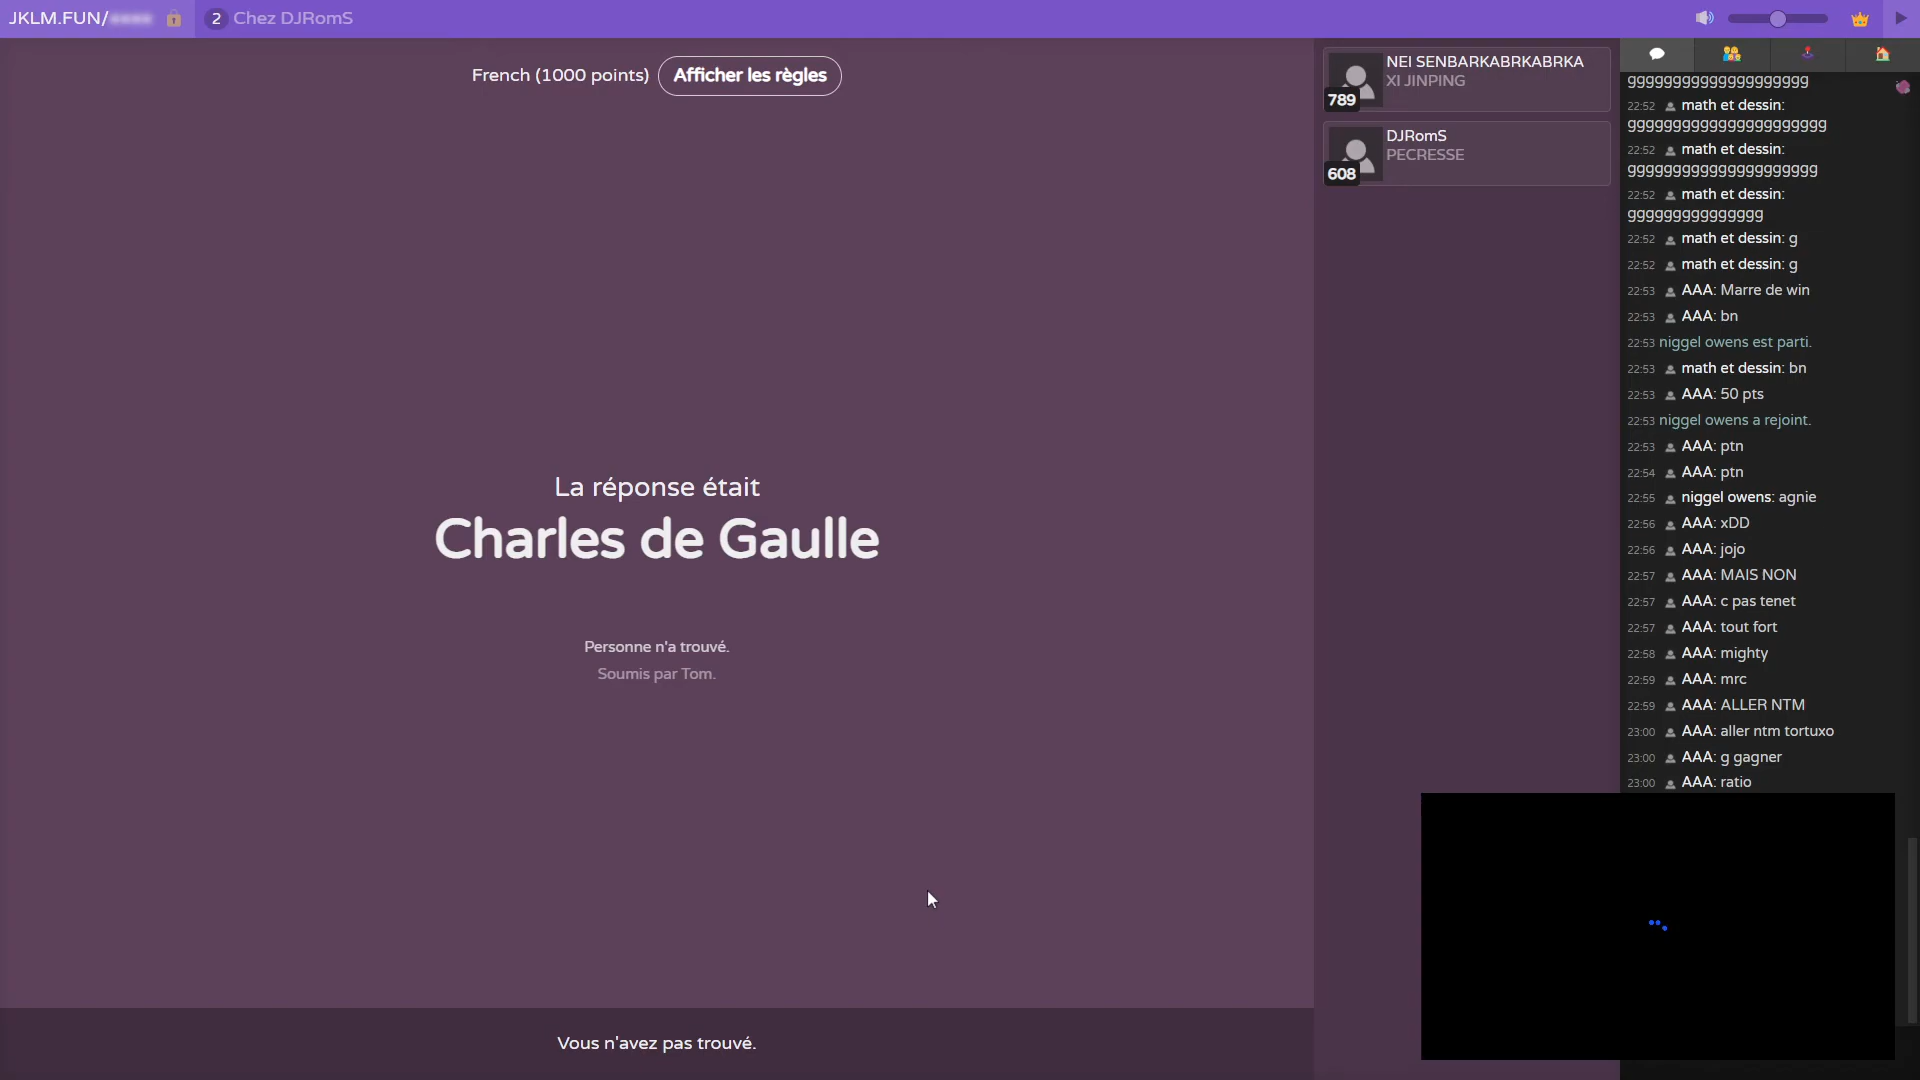 JKLM.FUN/
2 Chez DJRomS
French (1000 points) Afficher les règles
La réponse était
Charles de Gaulle
Personne n'a trouvé.
Soumis par Tom.
Vous n'avez pas trouvé.
NEI SENBARKABRKABRKA
XI JINPING
789
DJRomS
PECRESSE
608
ggggggggggggggggggggg
22:52 math et dessin:
gggggggggggggggggggggg
22:52 math et dessin:
ggggggggggggggggggggg
22:52 math et dessin:
ggggggggggggggg
22:52 math et dessin: g
22:52 math et dessin: g
22:53 AAA: Marre de win
22:53 AAA: bn
22:53 niggel owens est parti.
22:53 math et dessin: bn
22:53 AAA: 50 pts
22:53 niggel owens a rejoint.
22:53 AAA: ptn
22:54 AAA: ptn
22:55 niggel owens: agnie
22:56 AAA: xDD
22:56 AAA: jojo
22:57 AAA: MAIS NON
22:57 AAA: c pas tenet
22:57 AAA: tout fort
22:58 AAA: mighty
22:59 AAA: mrc
22:59 AAA: ALLER NTM
23:00 AAA: aller ntm tortuxo
23:00 AAA: g gagner
23:00 AAA: ratio